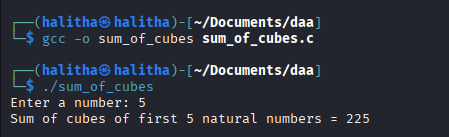 ┌──(halitha㉿halitha)-[~/Documents/daa]
└─$ gcc -o sum_of_cubes sum_of_cubes.c
┌──(halitha㉿halitha)-[~/Documents/daa]
└─$ ./sum_of_cubes
Enter a number: 5
Sum of cubes of first 5 natural numbers = 225